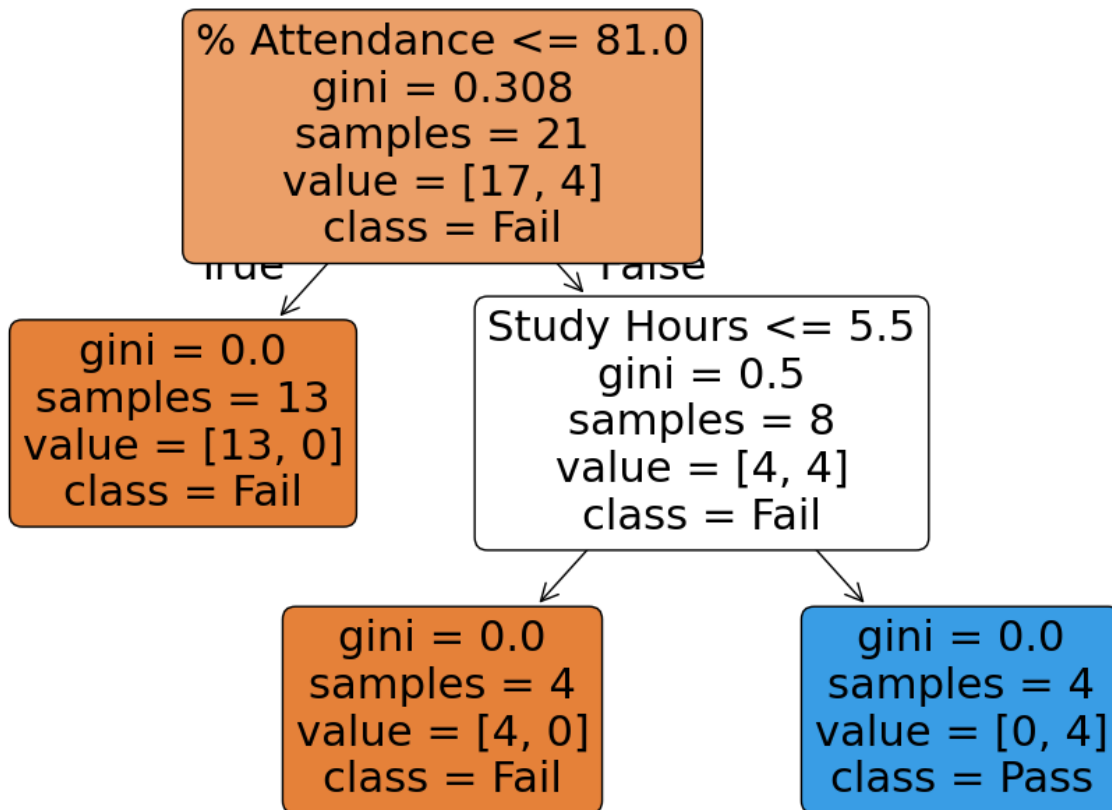 % Attendance <= 81.0
gini = 0.308
samples = 21
value = [17, 4]
class = Fail
True
False
gini = 0.0
samples = 13
value = [13, 0]
class = Fail
Study Hours <= 5.5
gini = 0.5
samples = 8
value = [4, 4]
class = Fail
gini = 0.0
samples = 4
value = [4, 0]
class = Fail
gini = 0.0
samples = 4
value = [0, 4]
class = Pass